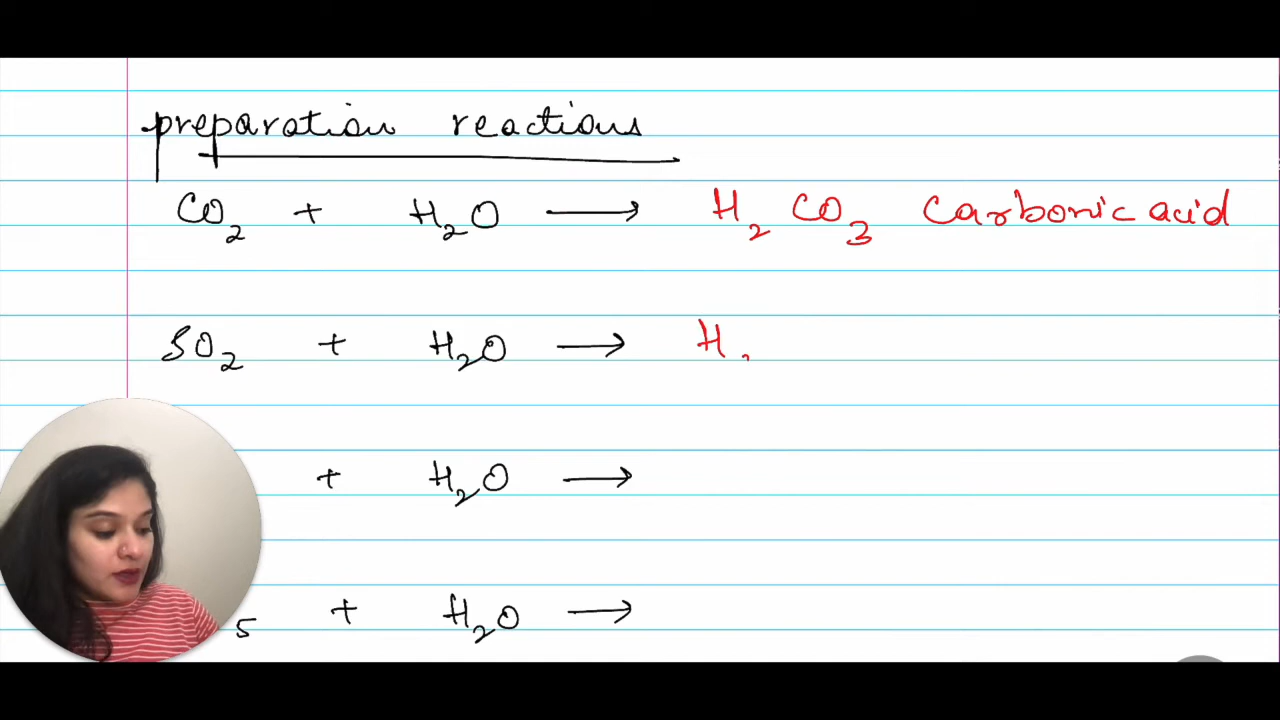 preparation reactions
CO₂ + H₂O ⟶ H₂CO₃ Carbonic acid
SO₂ + H₂O ⟶ H
+ H₂O ⟶
5 + H₂O ⟶